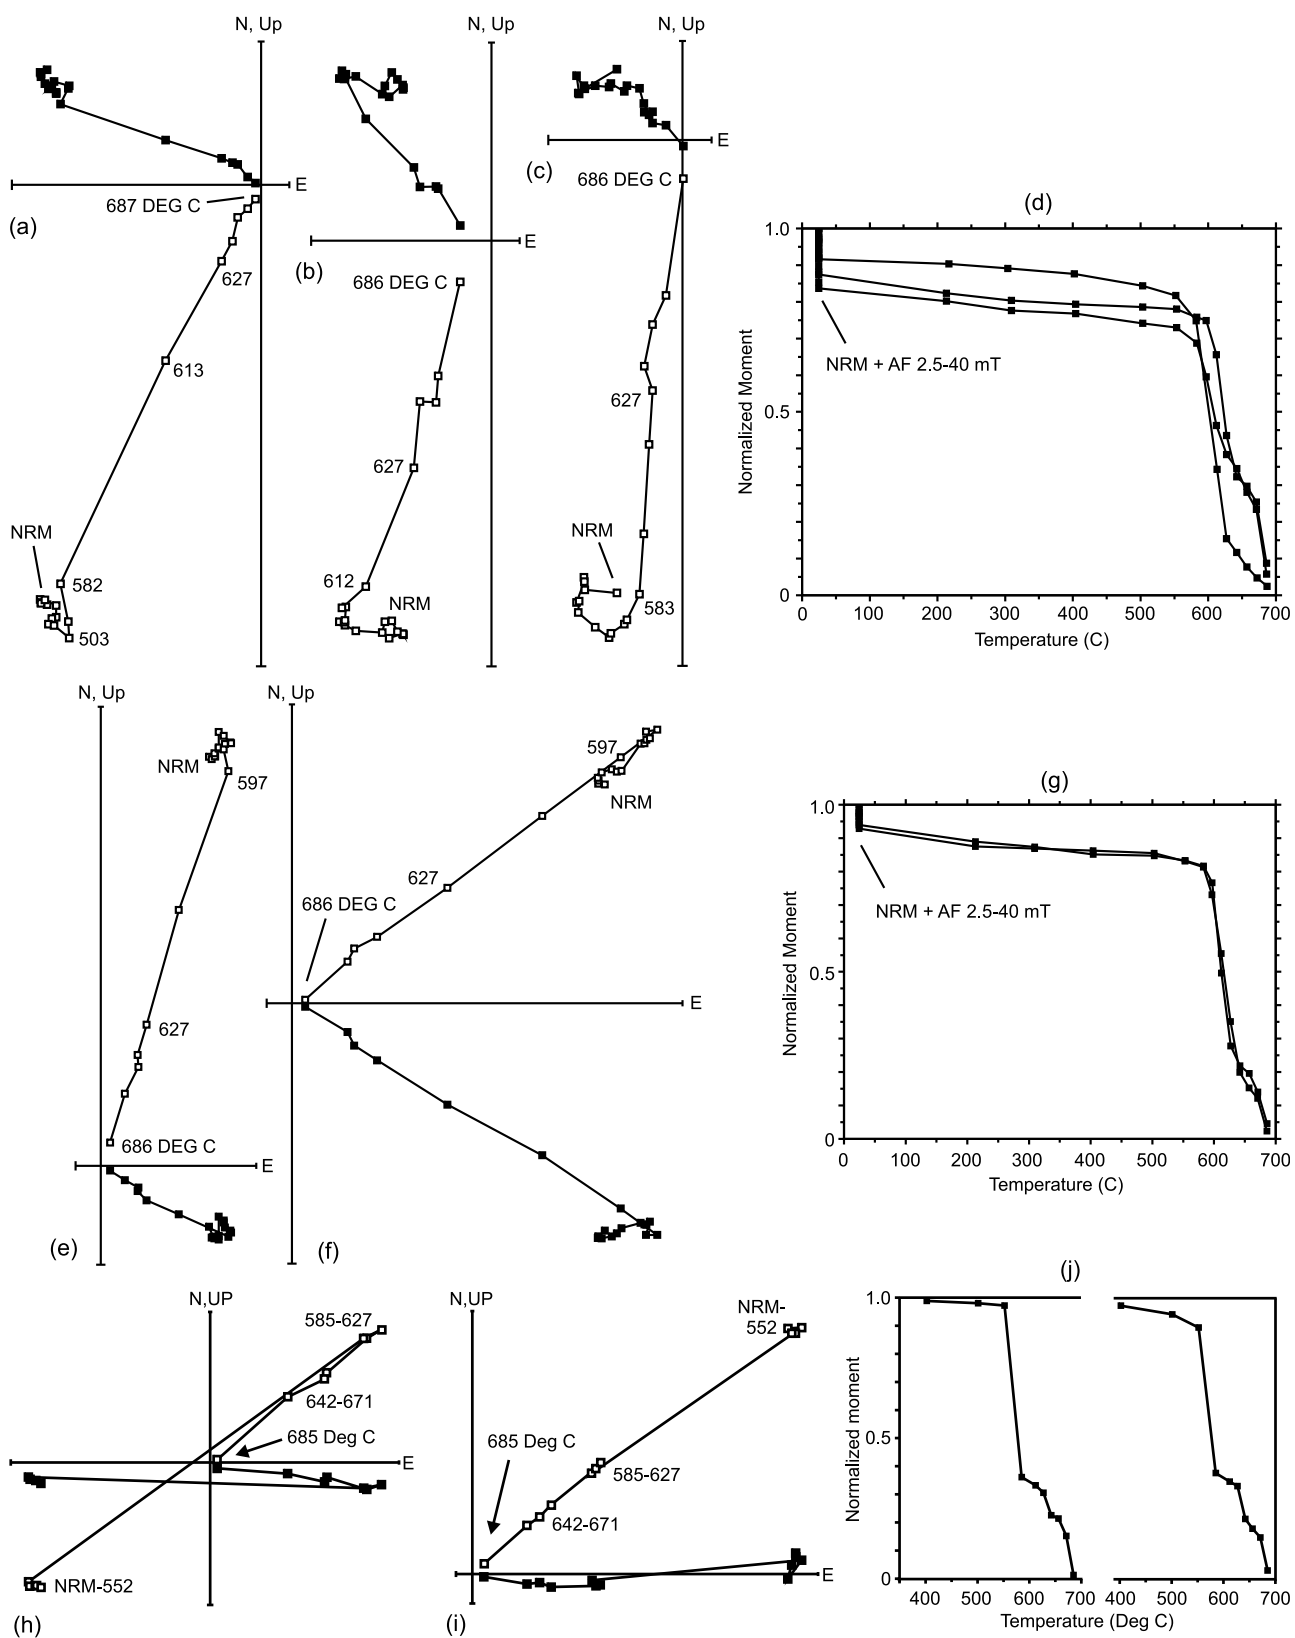 N, Up
E
687 DEG C
(a)
627
613
NRM
582
503
N, Up
E
(b)
686 DEG C
627
612
NRM
N, Up
E
(c)
686 DEG C
627
NRM
583
(d)
1.0
0.5
0
Normalized Moment
NRM + AF 2.5-40 mT
0 100 200 300 400 500 600 700
Temperature (C)
N, Up
NRM
597
627
686 DEG C
E
(e)
N, Up
597
NRM
627
686 DEG C
E
(f)
(g)
1.0
0.5
0
Normalized Moment
NRM + AF 2.5-40 mT
0 100 200 300 400 500 600 700
Temperature (C)
N,UP
585-627
642-671
685 Deg C
E
NRM-552
(h)
N,UP
NRM-
552
685 Deg C
585-627
642-671
E
(i)
(j)
1.0
0.5
0
Normalized moment
400 500 600 700 400 500 600 700
Temperature (Deg C)